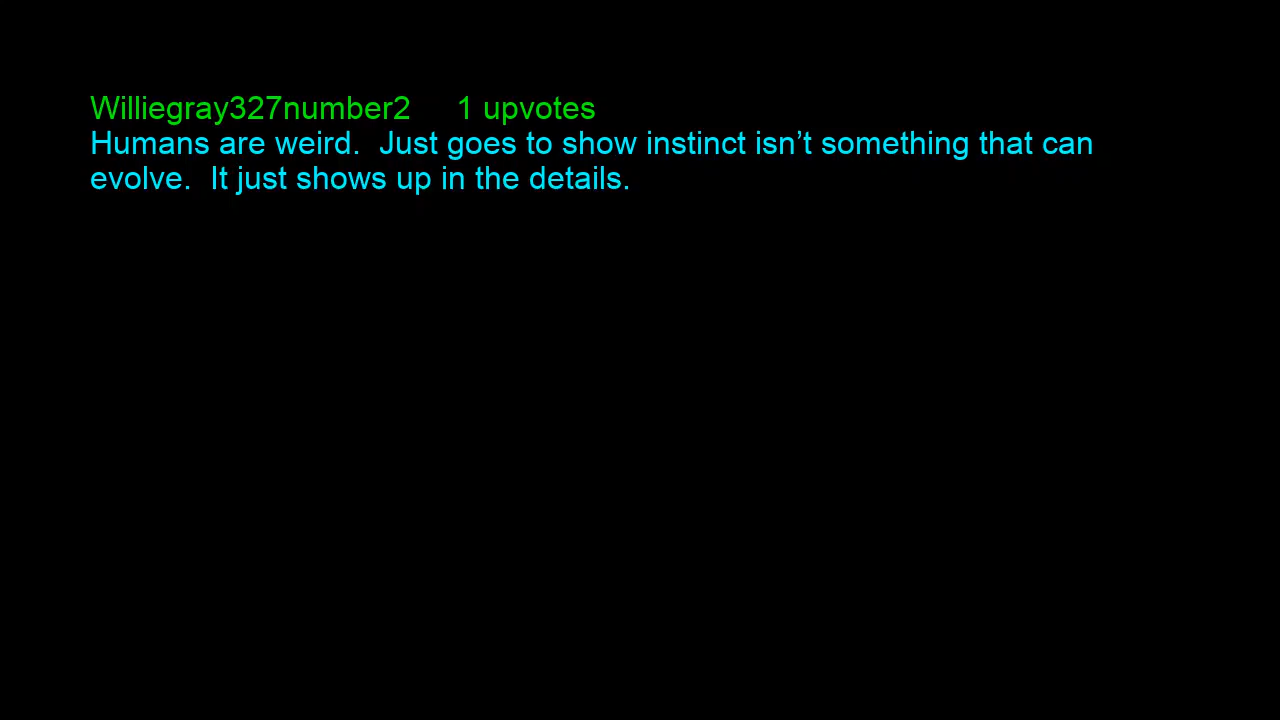 Williegray327number2     1 upvotes
Humans are weird.  Just goes to show instinct isn’t something that can
evolve.  It just shows up in the details.